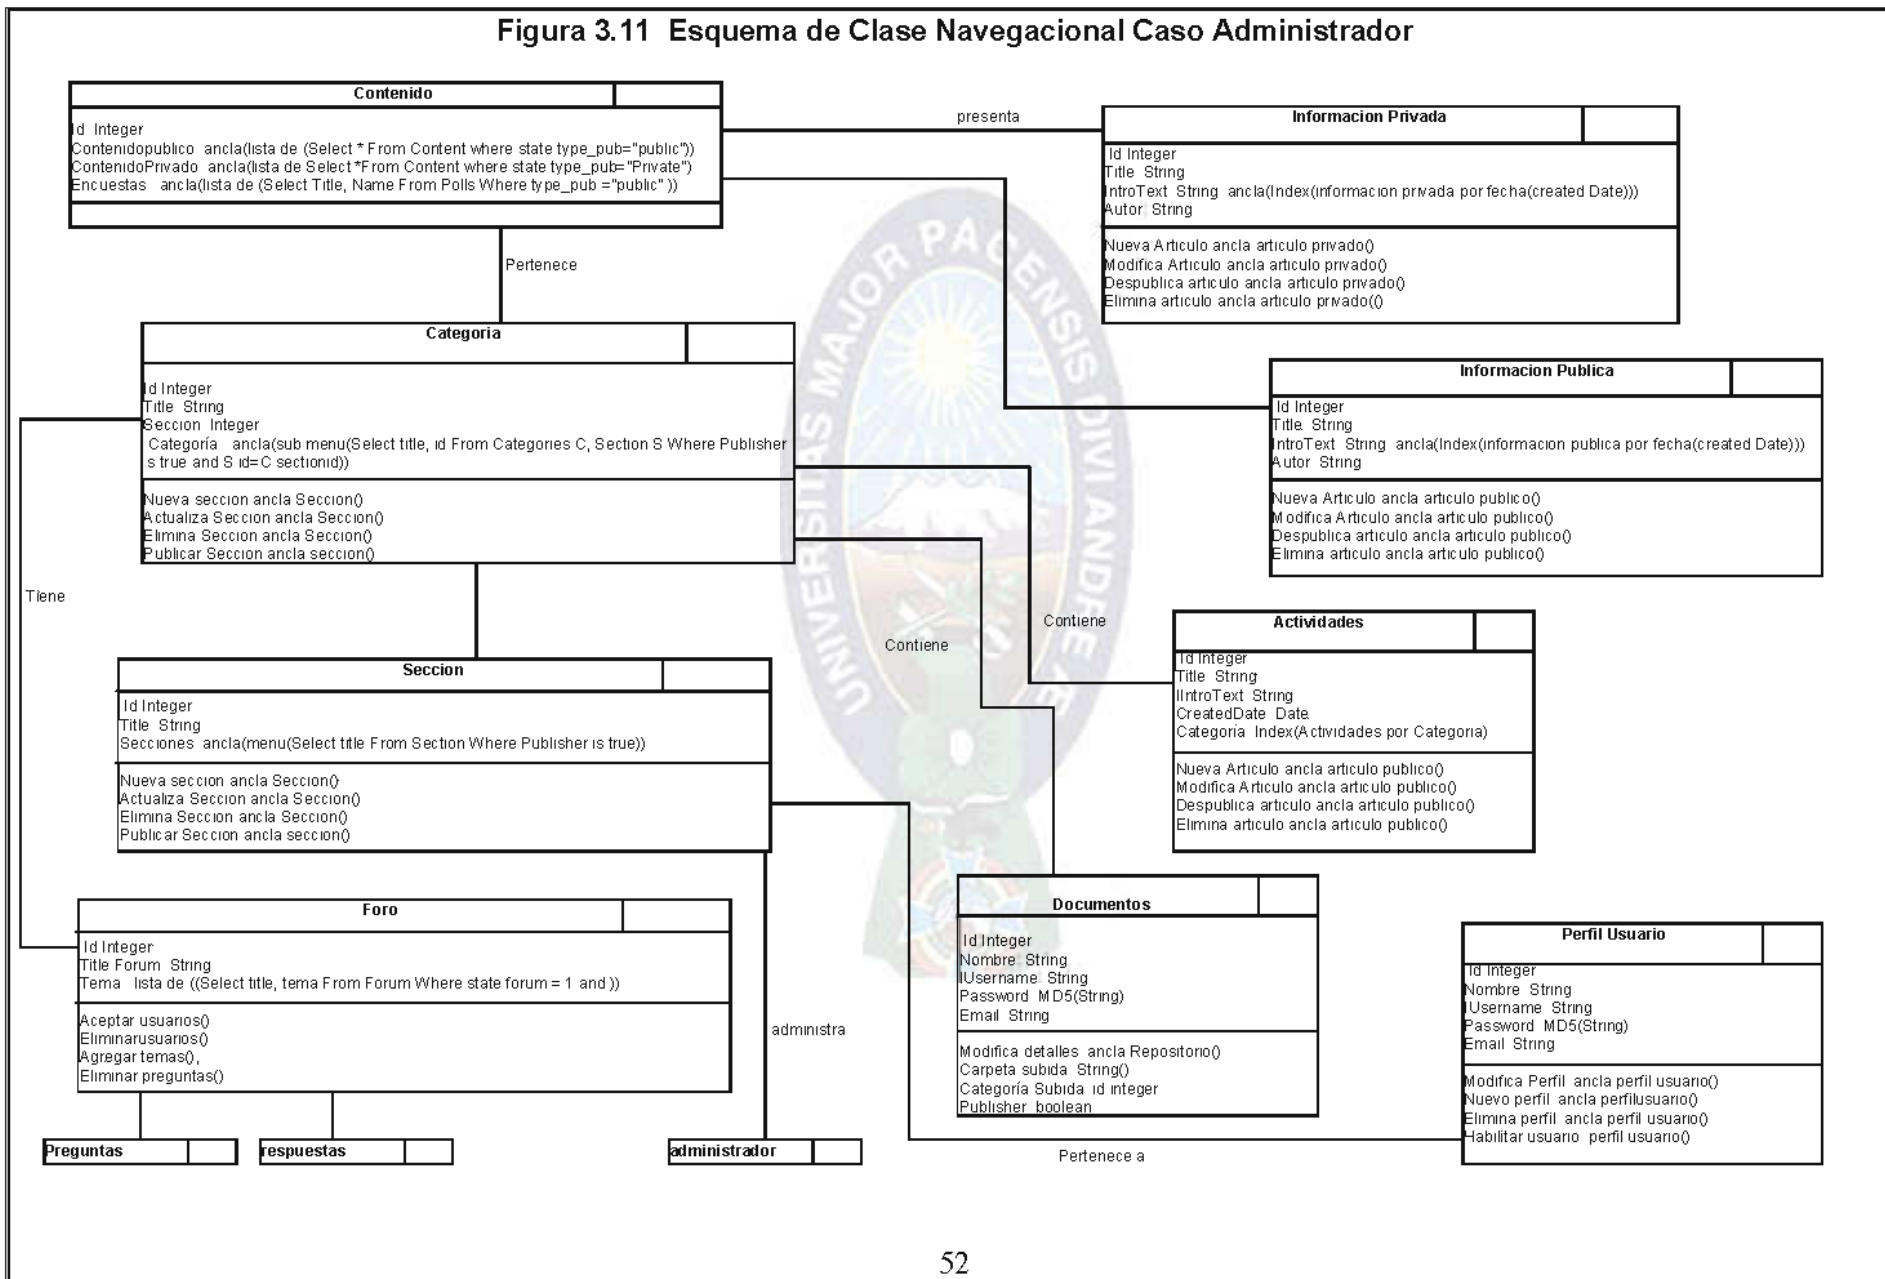 Figura 3.11 Esquema de Clase Navegacional Caso Administrador
Contenido
Id Integer
Contenidopublico ancla(lista de (Select * From Content where state type_pub="public"))
ContenidoPrivado ancla(lista de Select *From Content where state type_pub="Private")
Encuestas ancla(lista de (Select Title, Name From Polls Where type_pub ="public" ))
presenta
Informacion Privada
Id Integer
Title String
IntroText String ancla(Index(informacion privada por fecha(created Date)))
Autor String
Nueva Articulo ancla articulo privado()
Modifica Articulo ancla articulo privado()
Despublica articulo ancla articulo privado()
Elimina articulo ancla articulo privado(()
Pertenece
Categoria
Id Integer
Title String
Seccion Integer
Categoría ancla(sub menu(Select title, id From Categories C, Section S Where Publisher
s true and S id=C sectionid))
Nueva seccion ancla Seccion()
Actualiza Seccion ancla Seccion()
Elimina Seccion ancla Seccion()
Publicar Seccion ancla seccion()
Informacion Publica
Id Integer
Title String
IntroText String ancla(Index(informacion publica por fecha(created Date)))
Autor String
Nueva Articulo ancla articulo publico()
Modifica Articulo ancla articulo publico()
Despublica articulo ancla articulo publico()
Elimina articulo ancla articulo publico()
Tiene
Contiene
Contiene
Actividades
Id Integer
Title String
IIntroText String
CreatedDate Date
Categoría Index(Actividades por Categoria)
Nueva Articulo ancla articulo publico()
Modifica Articulo ancla articulo publico()
Despublica articulo ancla articulo publico()
Elimina articulo ancla articulo publico()
Seccion
Id Integer
Title String
Secciones ancla(menu(Select title From Section Where Publisher is true))
Nueva seccion ancla Seccion()
Actualiza Seccion ancla Seccion()
Elimina Seccion ancla Seccion()
Publicar Seccion ancla seccion()
Foro
Id Integer
Title Forum String
Tema lista de ((Select title, tema From Forum Where state forum = 1 and ))
Aceptar usuarios()
Eliminarusuarios()
Agregar temas(),
Eliminar preguntas()
administra
Documentos
Id Integer
Nombre String
IUsername String
Password MD5(String)
Email String
Modifica detalles ancla Repositorio()
Carpeta subida String()
Categoría Subida id integer
Publisher boolean
Perfil Usuario
Id Integer
Nombre String
IUsername String
Password MD5(String)
Email String
Modifica Perfil ancla perfil usuario()
Nuevo perfil ancla perfilusuario()
Elimina perfil ancla perfil usuario()
Habilitar usuario perfil usuario()
Preguntas
respuestas
administrador
Pertenece a
UNIVERSITAS MAJOR PACENSIS DIVI ANDREÆ
52